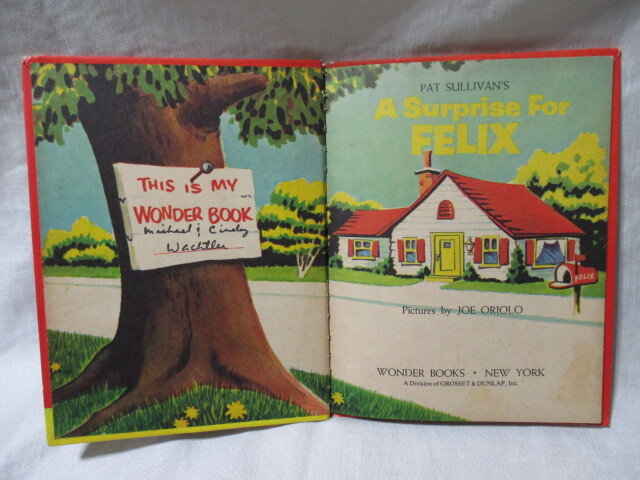 THIS IS MY
WONDER BOOK
Michael & Cindy
Wachtler
PAT SULLIVAN'S
A Surprise For
FELIX
FELIX
Pictures by JOE ORIOLO
WONDER BOOKS • NEW YORK
A Division of GROSSET & DUNLAP, Inc.